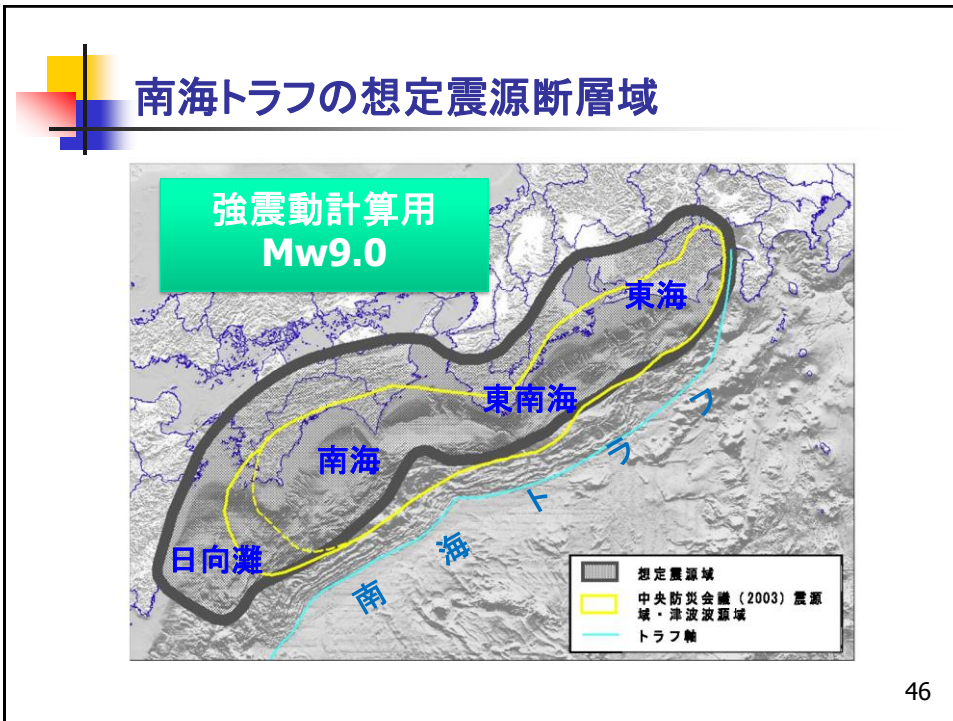 南海トラフの想定震源断層域
強震動計算用
Mw9.0
東海
東南海
南海
日向灘
南海トラフ
想定震源域
中央防災会議（2003）震源
域・津波波源域
トラフ軸
46